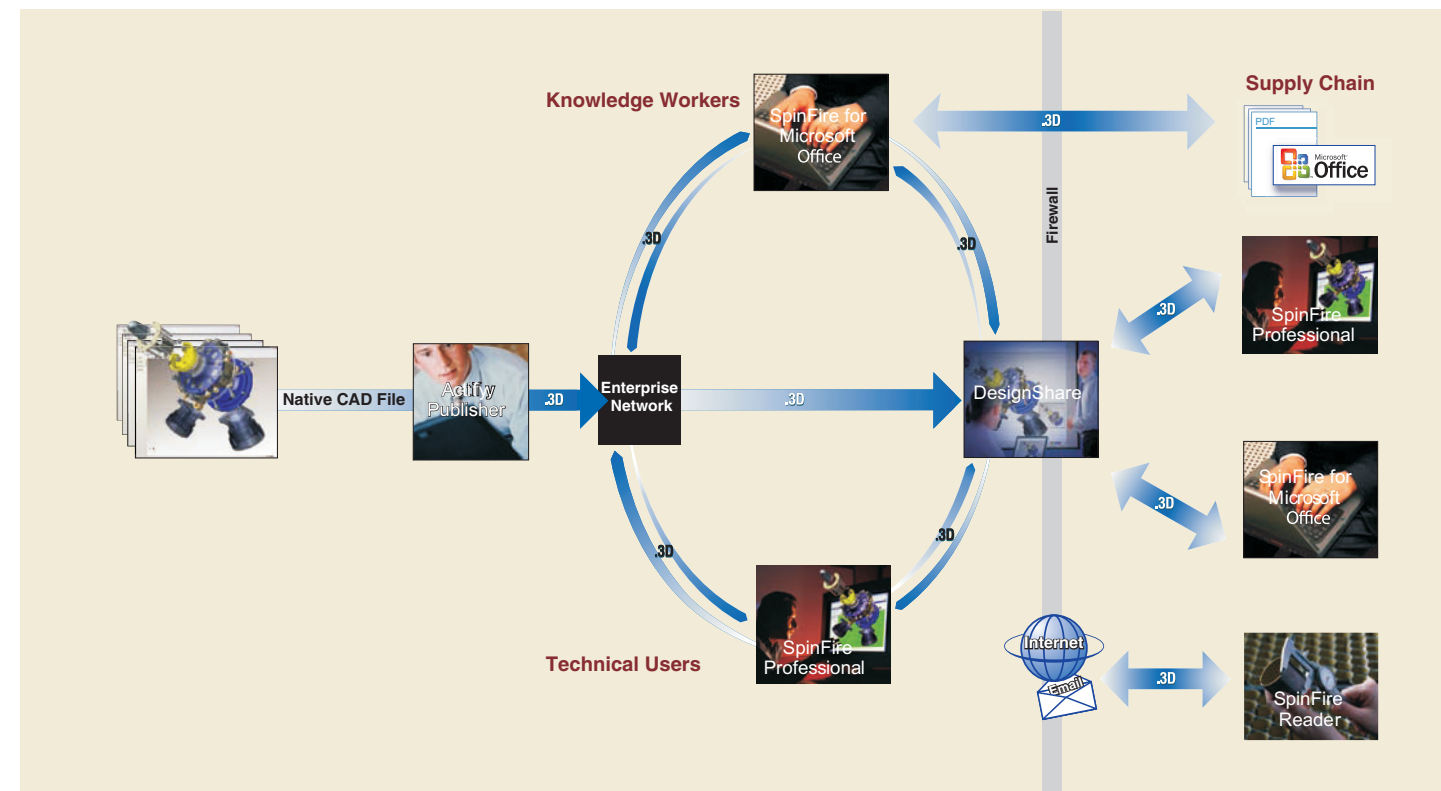 Knowledge Workers
SpinFire for
Microsoft
Office
.3D
Supply Chain
PDF
Microsoft
Office
Firewall
.3D
.3D
.3D
SpinFire
Professional
Native CAD File
Actify
Publisher
.3D
Enterprise
Network
.3D
DesignShare
.3D
SpinFire for
Microsoft
Office
.3D
.3D
Technical Users
SpinFire
Professional
Internet
Email
.3D
SpinFire
Reader